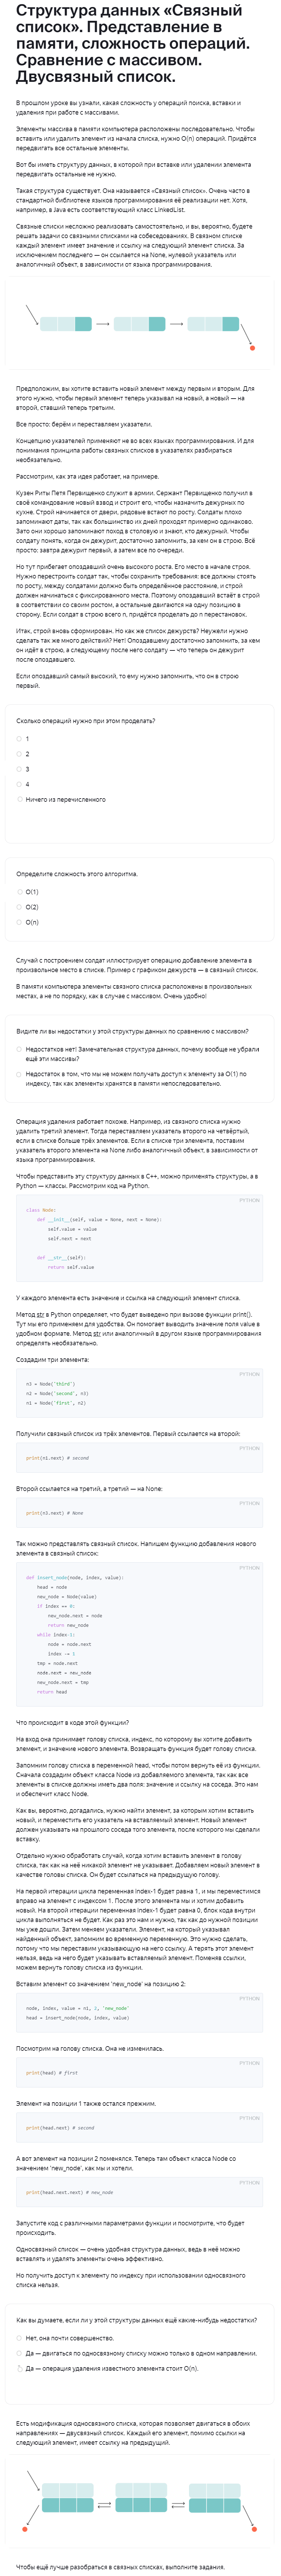 Структура данных «Связный
список». Представление в
памяти, сложность операций.
Сравнение с массивом.
Двусвязный список.
В прошлом уроке вы узнали, какая сложность у операций поиска, вставки и
удаления при работе с массивами.
Элементы массива в памяти компьютера расположены последовательно. Чтобы
вставить или удалить элемент из начала списка, нужно O(n) операций. Придётся
передвигать все остальные элементы.
Вот бы иметь структуру данных, в которой при вставке или удалении элемента
передвигать остальные не нужно.
Такая структура существует. Она называется «Связный список». Очень часто в
стандартной библиотеке языков программирования её реализации нет. Хотя,
например, в Java есть соответствующий класс LinkedList.
Связные списки несложно реализовать самостоятельно, и вы, вероятно, будете
решать задачи со связными списками на собеседованиях. В связном списке
каждый элемент имеет значение и ссылку на следующий элемент списка. За
исключением последнего — он ссылается на None, нулевой указатель или
аналогичный объект, в зависимости от языка программирования.
Предположим, вы хотите вставить новый элемент между первым и вторым. Для
этого нужно, чтобы первый элемент теперь указывал на новый, а новый — на
второй, ставший теперь третьим.
Все просто: берём и переставляем указатели.
Концепцию указателей применяют не во всех языках программирования. И для
понимания принципа работы связных списков в указателях разбираться
необязательно.
Рассмотрим, как эта идея работает, на примере.
Кузен Риты Петя Первищенко служит в армии. Сержант Первищенко получил в
своё командование новый взвод и строит его, чтобы назначить дежурных по
кухне. Строй начинается от двери, рядовые встают по росту. Солдаты плохо
запоминают даты, так как большинство их дней проходят примерно одинаково.
Зато они хорошо запоминают поход в столовую и знают, кто дежурный. Чтобы
солдату понять, когда он дежурит, достаточно запомнить, за кем он в строю. Всё
просто: завтра дежурит первый, а затем все по очереди.
Но тут прибегает опоздавший очень высокого роста. Его место в начале строя.
Нужно перестроить солдат так, чтобы сохранить требования: все должны стоять
по росту, между солдатами должно быть определённое расстояние, и строй
должен начинаться с фиксированного места. Поэтому опоздавший встаёт в строй
в соответствии со своим ростом, а остальные двигаются на одну позицию в
сторону. Если солдат в строю всего n, придётся проделать n перестановок.
Итак, строй вновь сформирован. Но как же список дежурств? Неужели нужно
сделать так же много действий? Нет! Опоздавшему достаточно запомнить, за кем
он идёт в строю, а следующему после него солдату — что теперь он дежурит
после опоздавшего.
Если опоздавший самый высокий, то ему нужно запомнить, что он в строю
первый.
Сколько операций нужно при этом проделать?
1
2
3
4
Ничего из перечисленного
Определите сложность этого алгоритма.
O(1)
O(2)
O(n)
Случай с построением солдат иллюстрирует операцию добавление элемента в
произвольное место в списке. Пример с графиком дежурств — в связный список.
В памяти компьютера элементы связного списка расположены в произвольных
местах, а не по порядку, как в случае с массивом. Очень удобно!
Видите ли вы недостатки у этой структуры данных по сравнению с массивом?
Недостатков нет! Замечательная структура данных, почему вообще не убрали
ещё эти массивы?
Недостаток в том, что мы не можем получать доступ к элементу за O(1) по
индексу, так как элементы хранятся в памяти непоследовательно.
Операция удаления работает похоже. Например, из связного списка нужно
удалить третий элемент. Тогда переставляем указатель второго на четвёртый,
если в списке больше трёх элементов. Если в списке три элемента, поставим
указатель второго элемента на None либо аналогичный объект, в зависимости от
языка программирования.
Чтобы представить эту структуру данных в C++, можно применять структуры, а в
Python — классы. Рассмотрим код на Python.
PYTHON
class Node:
def __init__(self, value = None, next = None):
self.value = value
self.next = next
def __str__(self):
return self.value
У каждого элемента есть значение и ссылка на следующий элемент списка.
Метод str в Python определяет, что будет выведено при вызове функции print().
Тут мы его применяем для удобства. Он помогает выводить значение поля value в
удобном формате. Метод str или аналогичный в другом языке программирования
определять необязательно.
Создадим три элемента:
PYTHON
n3 = Node('third')
n2 = Node('second', n3)
n1 = Node('first', n2)
Получили связный список из трёх элементов. Первый ссылается на второй:
PYTHON
print(n1.next) # second
Второй ссылается на третий, а третий — на None:
PYTHON
print(n3.next) # None
Так можно представлять связный список. Напишем функцию добавления нового
элемента в связный список:
PYTHON
def insert_node(node, index, value):
head = node
new_node = Node(value)
if index == 0:
new_node.next = node
return new_node
while index-1:
node = node.next
index -= 1
tmp = node.next
node.next = new_node
new_node.next = tmp
return head
Что происходит в коде этой функции?
На вход она принимает голову списка, индекс, по которому вы хотите добавить
элемент, и значение нового элемента. Возвращать функция будет голову списка.
Запомним голову списка в переменной head, чтобы потом вернуть её из функции.
Сначала создадим объект класса Node из добавляемого элемента, так как все
элементы в списке должны иметь два поля: значение и ссылку на соседа. Это нам
и обеспечит класс Node.
Как вы, вероятно, догадались, нужно найти элемент, за которым хотим вставить
новый, и переместить его указатель на вставляемый элемент. Новый элемент
должен указывать на прошлого соседа того элемента, после которого мы сделали
вставку.
Отдельно нужно обработать случай, когда хотим вставить элемент в голову
списка, так как на неё никакой элемент не указывает. Добавляем новый элемент в
качестве головы списка. Он будет ссылаться на предыдущую голову.
На первой итерации цикла переменная index-1 будет равна 1, и мы переместимся
вправо на элемент с индексом 1. После этого элемента мы и хотим добавить
новый. На второй итерации переменная index-1 будет равна 0, блок кода внутри
цикла выполняться не будет. Как раз это нам и нужно, так как до нужной позиции
мы уже дошли. Затем меняем указатели. Элемент, на который указывал
найденный объект, запомним во временную переменную. Это нужно сделать,
потому что мы переставим указывающую на него ссылку. А терять этот элемент
нельзя, ведь на него будет указывать вставляемый элемент. Поменяв ссылки,
можем вернуть голову списка из функции.
Вставим элемент со значением 'new_node' на позицию 2:
PYTHON
node, index, value = n1, 2, 'new_node'
head = insert_node(node, index, value)
Посмотрим на голову списка. Она не изменилась.
PYTHON
print(head) # first
Элемент на позиции 1 также остался прежним.
PYTHON
print(head.next) # second
А вот элемент на позиции 2 поменялся. Теперь там объект класса Node со
значением 'new_node', как мы и хотели.
PYTHON
print(head.next.next) # new_node
Запустите код с различными параметрами функции и посмотрите, что будет
происходить.
Односвязный список — очень удобная структура данных, ведь в неё можно
вставлять и удалять элементы очень эффективно.
Но получить доступ к элементу по индексу при использовании односвязного
списка нельзя.
Как вы думаете, если ли у этой структуры данных ещё какие-нибудь недостатки?
Нет, она почти совершенство.
Да — двигаться по односвязному списку можно только в одном направлении.
Да — операция удаления известного элемента стоит O(n).
Есть модификация односвязного списка, которая позволяет двигаться в обоих
направлениях — двусвязный список. Каждый его элемент, помимо ссылки на
следующий элемент, имеет ссылку на предыдущий.
Чтобы ещё лучше разобраться в связных списках, выполните задания.